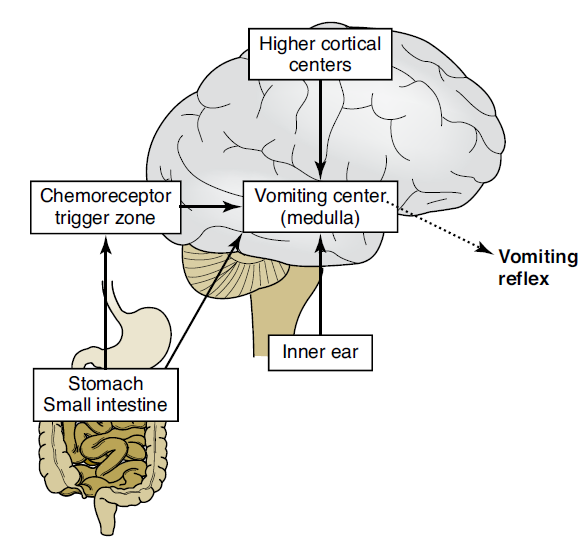 Higher cortical
centers
Chemoreceptor
trigger zone
Vomiting center
(medulla)
Vomiting
reflex
Inner ear
Stomach
Small intestine